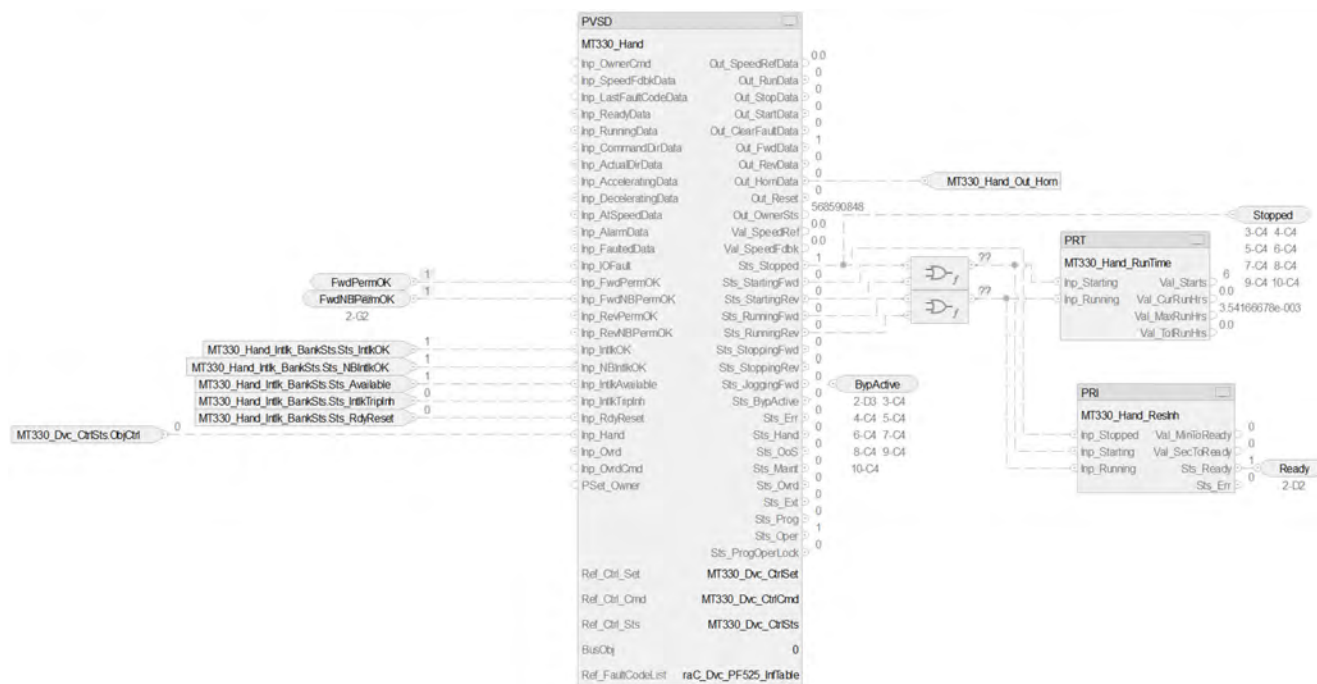 PVSD
MT330_Hand
Inp_OwnerCmd Out_SpeedRefData 0.0
Inp_SpeedFdbkData Out_RunData 0
Inp_LastFaultCodeData Out_StopData 0
Inp_ReadyData Out_StartData 0
Inp_RunningData Out_ClearFaultData 0
Inp_CommandDirData Out_FwdData 1
Inp_ActualDirData Out_RevData 0
Inp_AcceleratingData Out_HornData 0
MT330_Hand_Out_Horn
Inp_DeceleratingData Out_Reset 0
Inp_AtSpeedData Out_OwnerSts 568590848
Inp_AlarmData Val_SpeedRef 0.0
Inp_FaultedData Val_SpeedFdbk 0.0
Inp_IOFault Sts_Stopped 1
FwdPermOK 1 Inp_FwdPermOK Sts_StartingFwd 0
FwdNBPermOK 1 Inp_FwdNBPermOK Sts_StartingRev 0
2-G2
Inp_RevPermOK Sts_RunningFwd 0
Inp_RevNBPermOK Sts_RunningRev 0
MT330_Hand_Intlk_BankSts.Sts_IntlkOK 1 Inp_IntlkOK Sts_StoppingFwd 0
MT330_Hand_Intlk_BankSts.Sts_NBIntlkOK 1 Inp_NBIntlkOK Sts_StoppingRev 0
MT330_Hand_Intlk_BankSts.Sts_Available 1 Inp_IntlkAvailable Sts_JoggingFwd 0
MT330_Hand_Intlk_BankSts.Sts_IntlkTripInh 0 Inp_IntlkTripInh Sts_BypActive 0
MT330_Hand_Intlk_BankSts.Sts_RdyReset 0 Inp_RdyReset Sts_Err 0
MT330_Dvc_CtrlSts.ObjCtrl 0 Inp_Hand Sts_Hand 0
Inp_Ovrd Sts_OoS 0
Inp_OvrdCmd Sts_Maint 0
PSet_Owner Sts_Ovrd 0
Sts_Ext 0
Sts_Prog 0
Sts_Oper 1
Sts_ProgOperLock 0
Ref_Ctrl_Set MT330_Dvc_CtrlSet
Ref_Ctrl_Cmd MT330_Dvc_CtrlCmd
Ref_Ctrl_Sts MT330_Dvc_CtrlSts
BusObj 0
Ref_FaultCodeList raC_Dvc_PF525_InfTable
BypActive
2-D3 3-C4
4-C4 5-C4
6-C4 7-C4
8-C4 9-C4
10-C4
??
??
Stopped
3-C4 4-C4
5-C4 6-C4
7-C4 8-C4
9-C4 10-C4
PRT
MT330_Hand_RunTime
Inp_Starting Val_Starts 6
Inp_Running Val_CurRunHrs 0.0
Val_MaxRunHrs 3.54166678e-003
Val_TotRunHrs 0.0
PRI
MT330_Hand_ResInh
Inp_Stopped Val_MinToReady 0
Inp_Starting Val_SecToReady 0
Inp_Running Sts_Ready 1
Sts_Err 0
Ready
2-D2